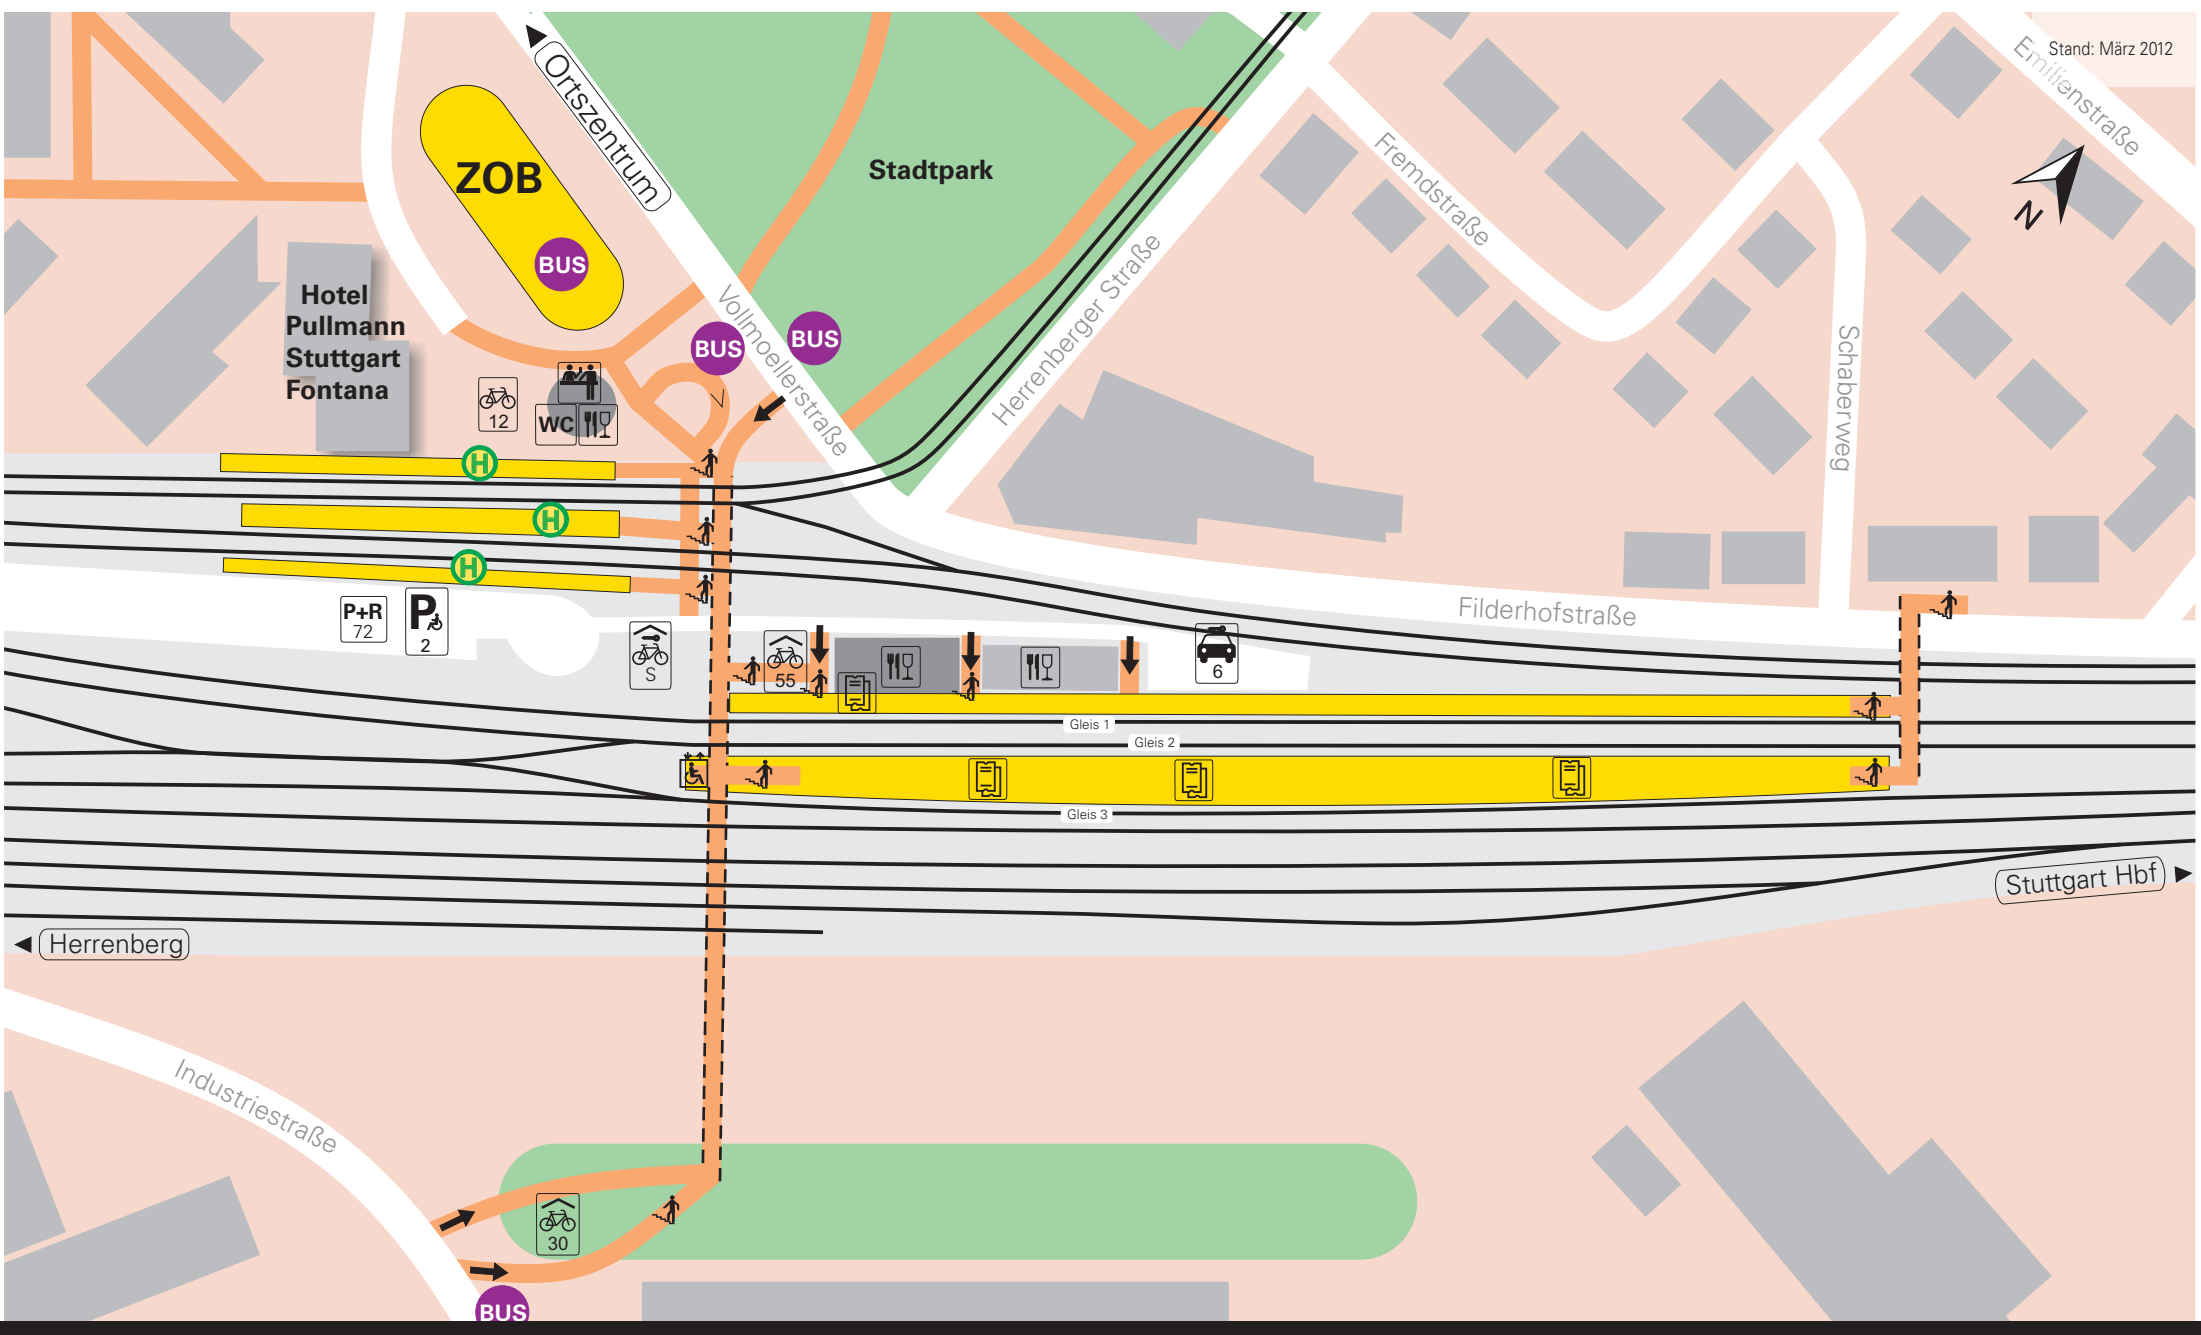 Stand: März 2012
Emilienstraße
Ortszentrum
ZOB
BUS
Stadtpark
Fremdstraße
N
Hotel
Pullmann
Stuttgart
Fontana
BUS
BUS
Vollmoellerstraße
Herrenberger Straße
Schaberweg
12
WC
H
H
H
P+R
72
P
2
S
55
6
Filderhofstraße
Gleis 1
Gleis 2
Gleis 3
Stuttgart Hbf
Herrenberg
Industriestraße
30
BUS